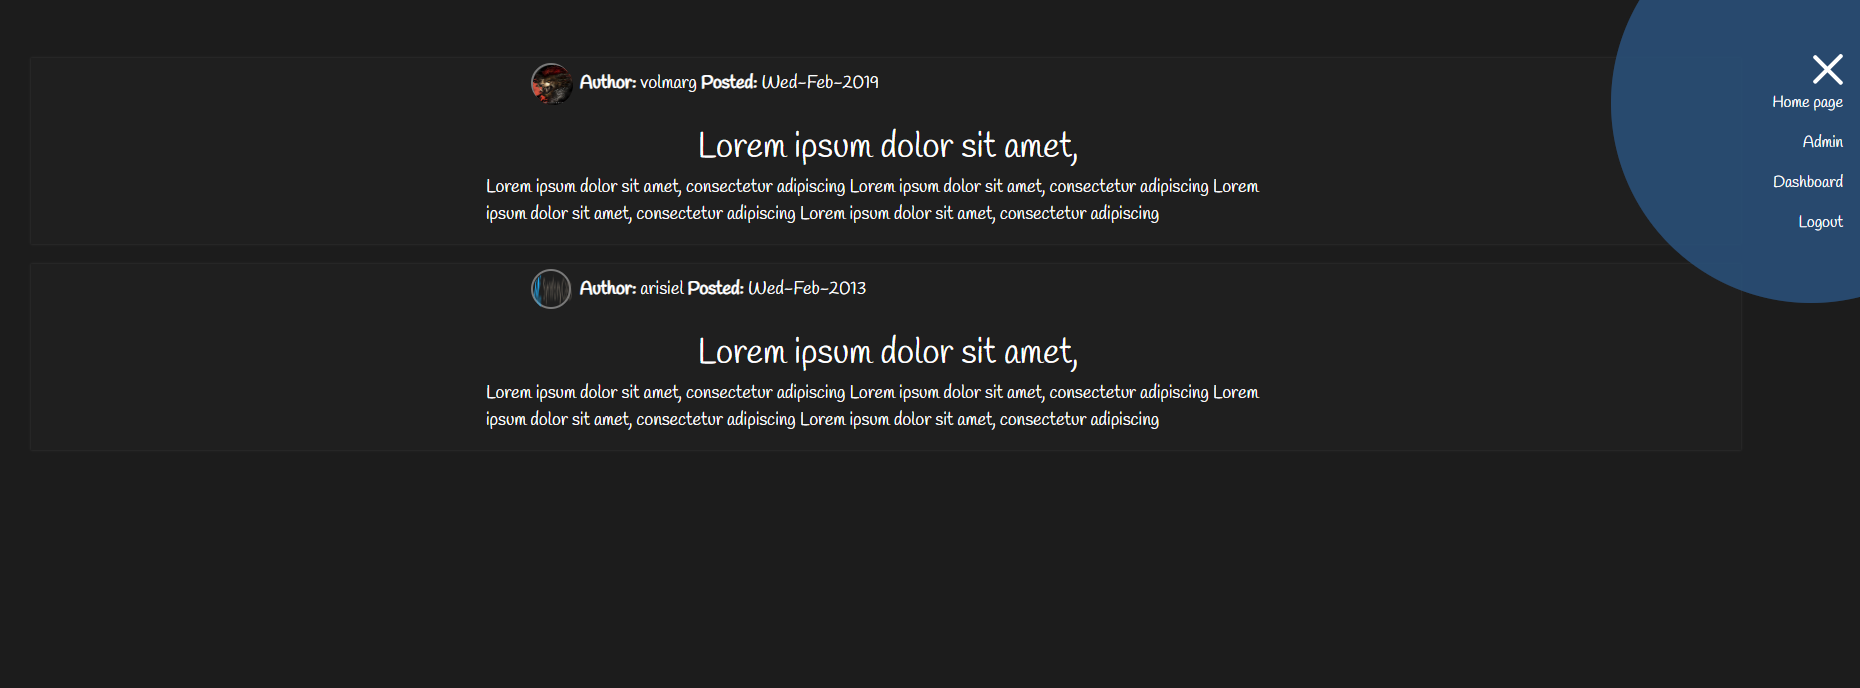 Author: volmarg Posted: Wed-Feb-2019
Lorem ipsum dolor sit amet,
Lorem ipsum dolor sit amet, consectetur adipiscing Lorem ipsum dolor sit amet, consectetur adipiscing Lorem
ipsum dolor sit amet, consectetur adipiscing Lorem ipsum dolor sit amet, consectetur adipiscing
Author: arisiel Posted: Wed-Feb-2013
Lorem ipsum dolor sit amet,
Lorem ipsum dolor sit amet, consectetur adipiscing Lorem ipsum dolor sit amet, consectetur adipiscing Lorem
ipsum dolor sit amet, consectetur adipiscing Lorem ipsum dolor sit amet, consectetur adipiscing
Home page
Admin
Dashboard
Logout